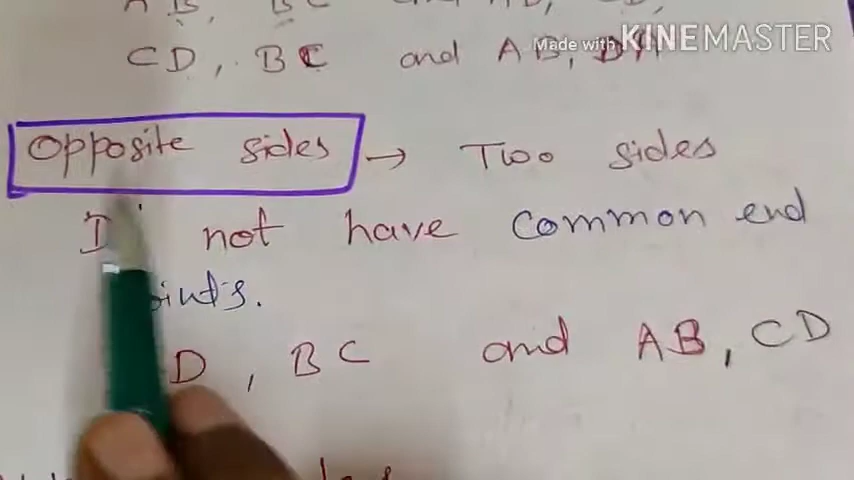 CD, BC and AB, DA
Made with KINEMASTER
Opposite sides → Two sides
not have common end
D, BC and AB, CD